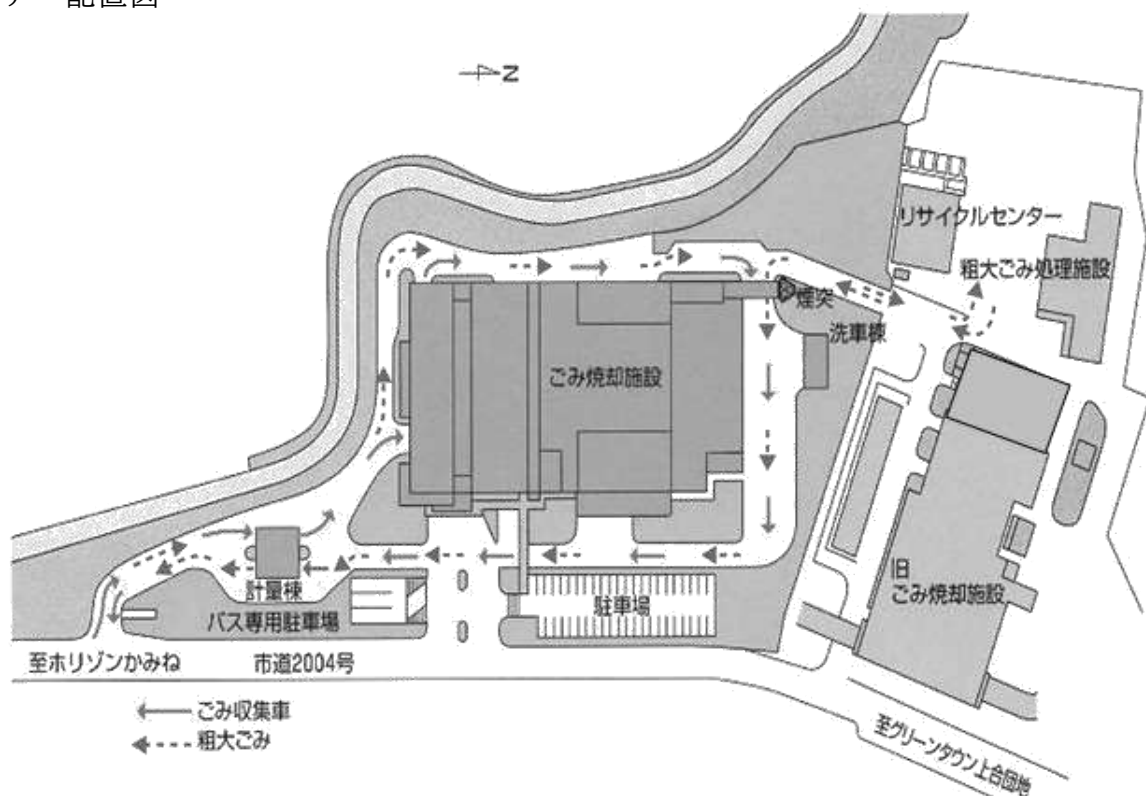 配置図
N
リサイクルセンター
粗大ごみ処理施設
煙突
洗車棟
ごみ焼却施設
計量棟
バス専用駐車場
駐車場
旧
ごみ焼却施設
至ホリゾンかみね
市道2004号
ごみ収集車
粗大ごみ
至グリーンタウン上合団地